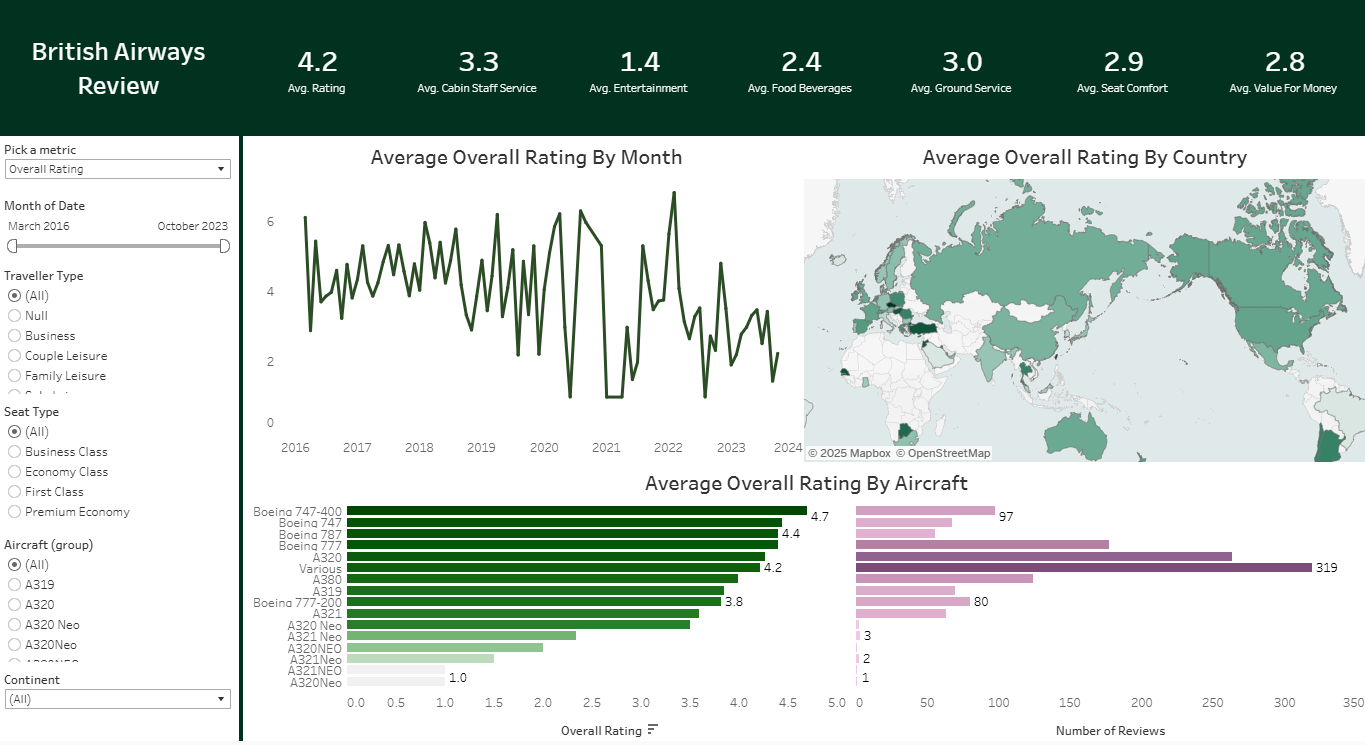 British Airways
Review
4.2
Avg. Rating
3.3
Avg. Cabin Staff Service
1.4
Avg. Entertainment
2.4
Avg. Food Beverages
3.0
Avg. Ground Service
2.9
Avg. Seat Comfort
2.8
Avg. Value For Money
Pick a metric
Overall Rating
Month of Date
March 2016 October 2023
Traveller Type
(All)
Null
Business
Couple Leisure
Family Leisure
Seat Type
(All)
Business Class
Economy Class
First Class
Premium Economy
Aircraft (group)
(All)
A319
A320
A320 Neo
A320Neo
Continent
(All)
Average Overall Rating By Month
6
4
2
0
2016 2017 2018 2019 2020 2021 2022 2023 2024
Average Overall Rating By Country
© 2025 Mapbox © OpenStreetMap
Average Overall Rating By Aircraft
Boeing 747-400 4.7 97
Boeing 747
Boeing 787 4.4
Boeing 777
A320
Various 4.2 319
A380
A319
Boeing 777-200 3.8 80
A321
A320 Neo
A321 Neo 3
A320NEO
A321Neo 2
A321NEO 1.0
A320Neo 1
0.0 0.5 1.0 1.5 2.0 2.5 3.0 3.5 4.0 4.5 5.0
Overall Rating
0 50 100 150 200 250 300 350
Number of Reviews